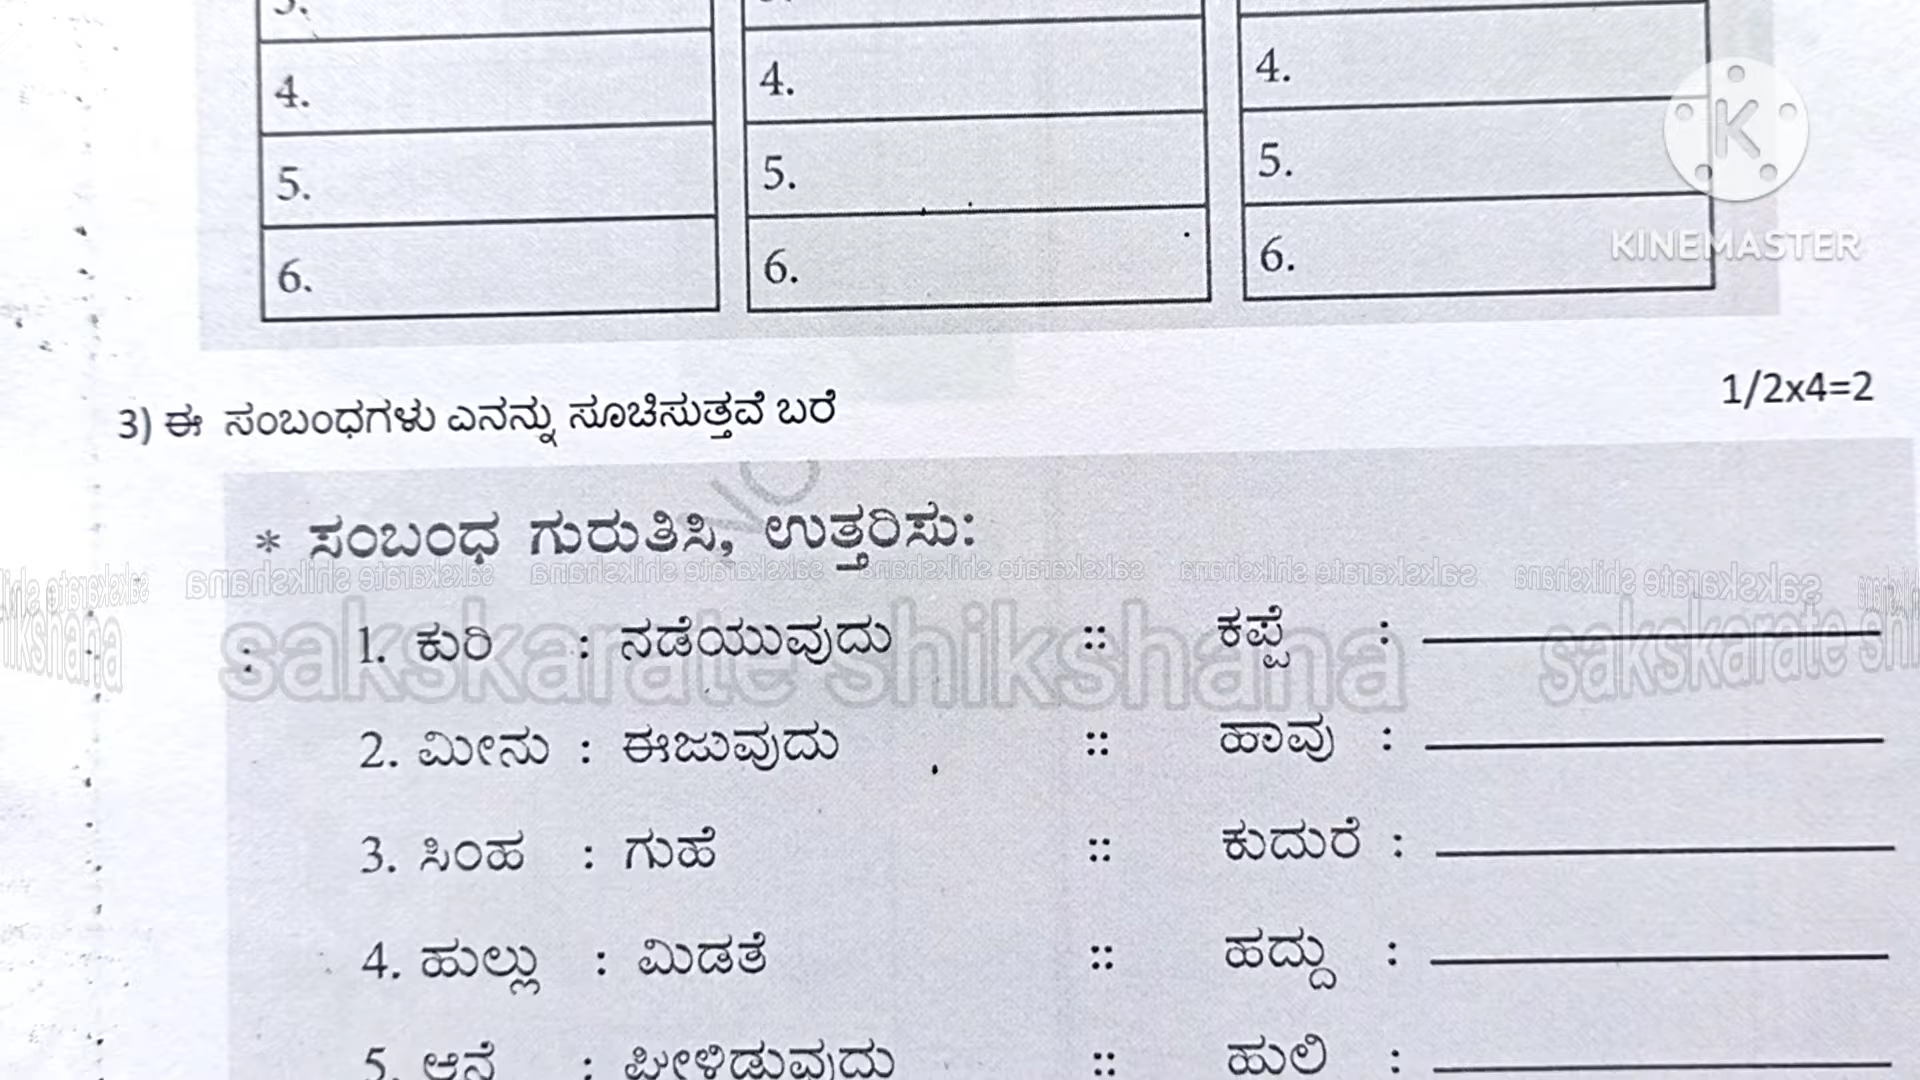 4. 4. 4.
5. 5. 5.
6. 6. 6.
KINEMASTER
3) ಈ ಸಂಬಂಧಗಳು ಎನನ್ನು ಸೂಚಿಸುತ್ತವೆ ಬರೆ 1/2x4=2
* ಸಂಬಂಧ ಗುರುತಿಸಿ, ಉತ್ತರಿಸು:
sakskarate shikshana
1. ಕುರಿ : ನಡೆಯುವುದು :: ಕಪ್ಪೆ :
2. ಮೀನು : ಈಜುವುದು :: ಹಾವು :
3. ಸಿಂಹ : ಗುಹೆ :: ಕುದುರೆ :
4. ಹುಲ್ಲು : ಮಿಡತೆ :: ಹದ್ದು :
5. ಆನೆ : ಘೀಳಿಡುವುದು :: ಹುಲಿ :